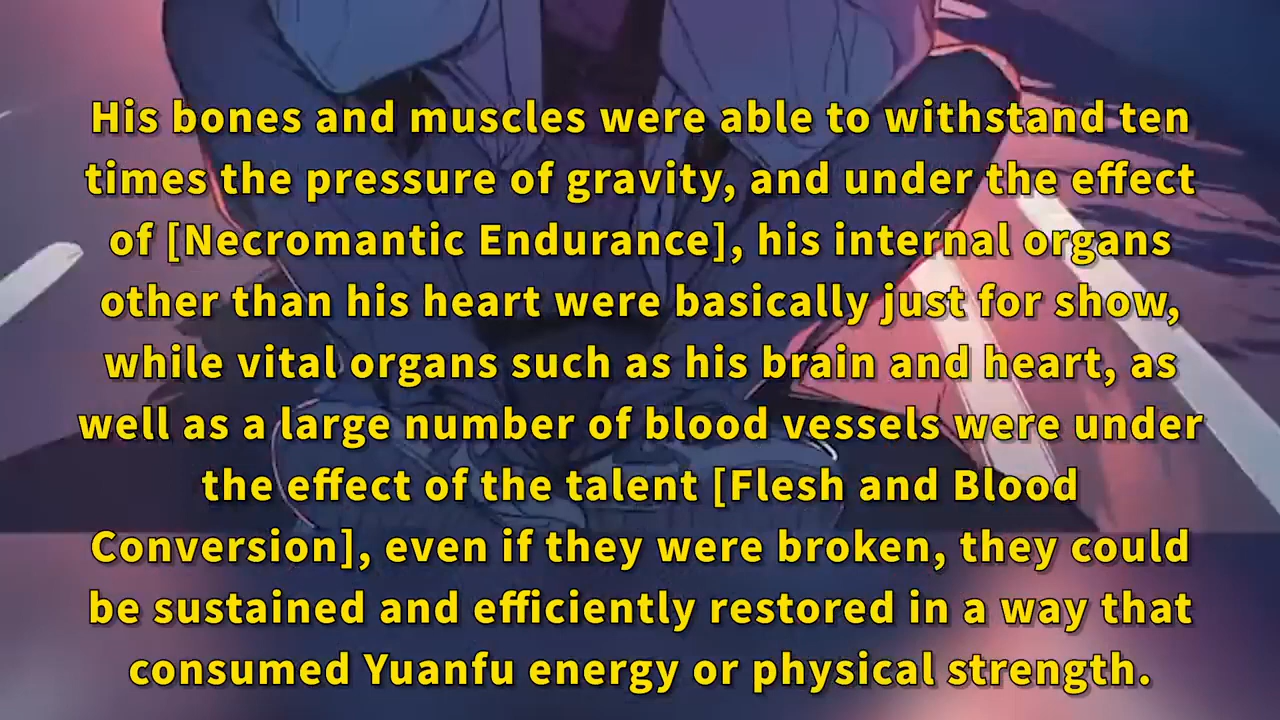 His bones and muscles were able to withstand ten
times the pressure of gravity, and under the effect
of [Necromantic Endurance], his internal organs
other than his heart were basically just for show,
while vital organs such as his brain and heart, as
well as a large number of blood vessels were under
the effect of the talent [Flesh and Blood
Conversion], even if they were broken, they could
be sustained and efficiently restored in a way that
consumed Yuanfu energy or physical strength.